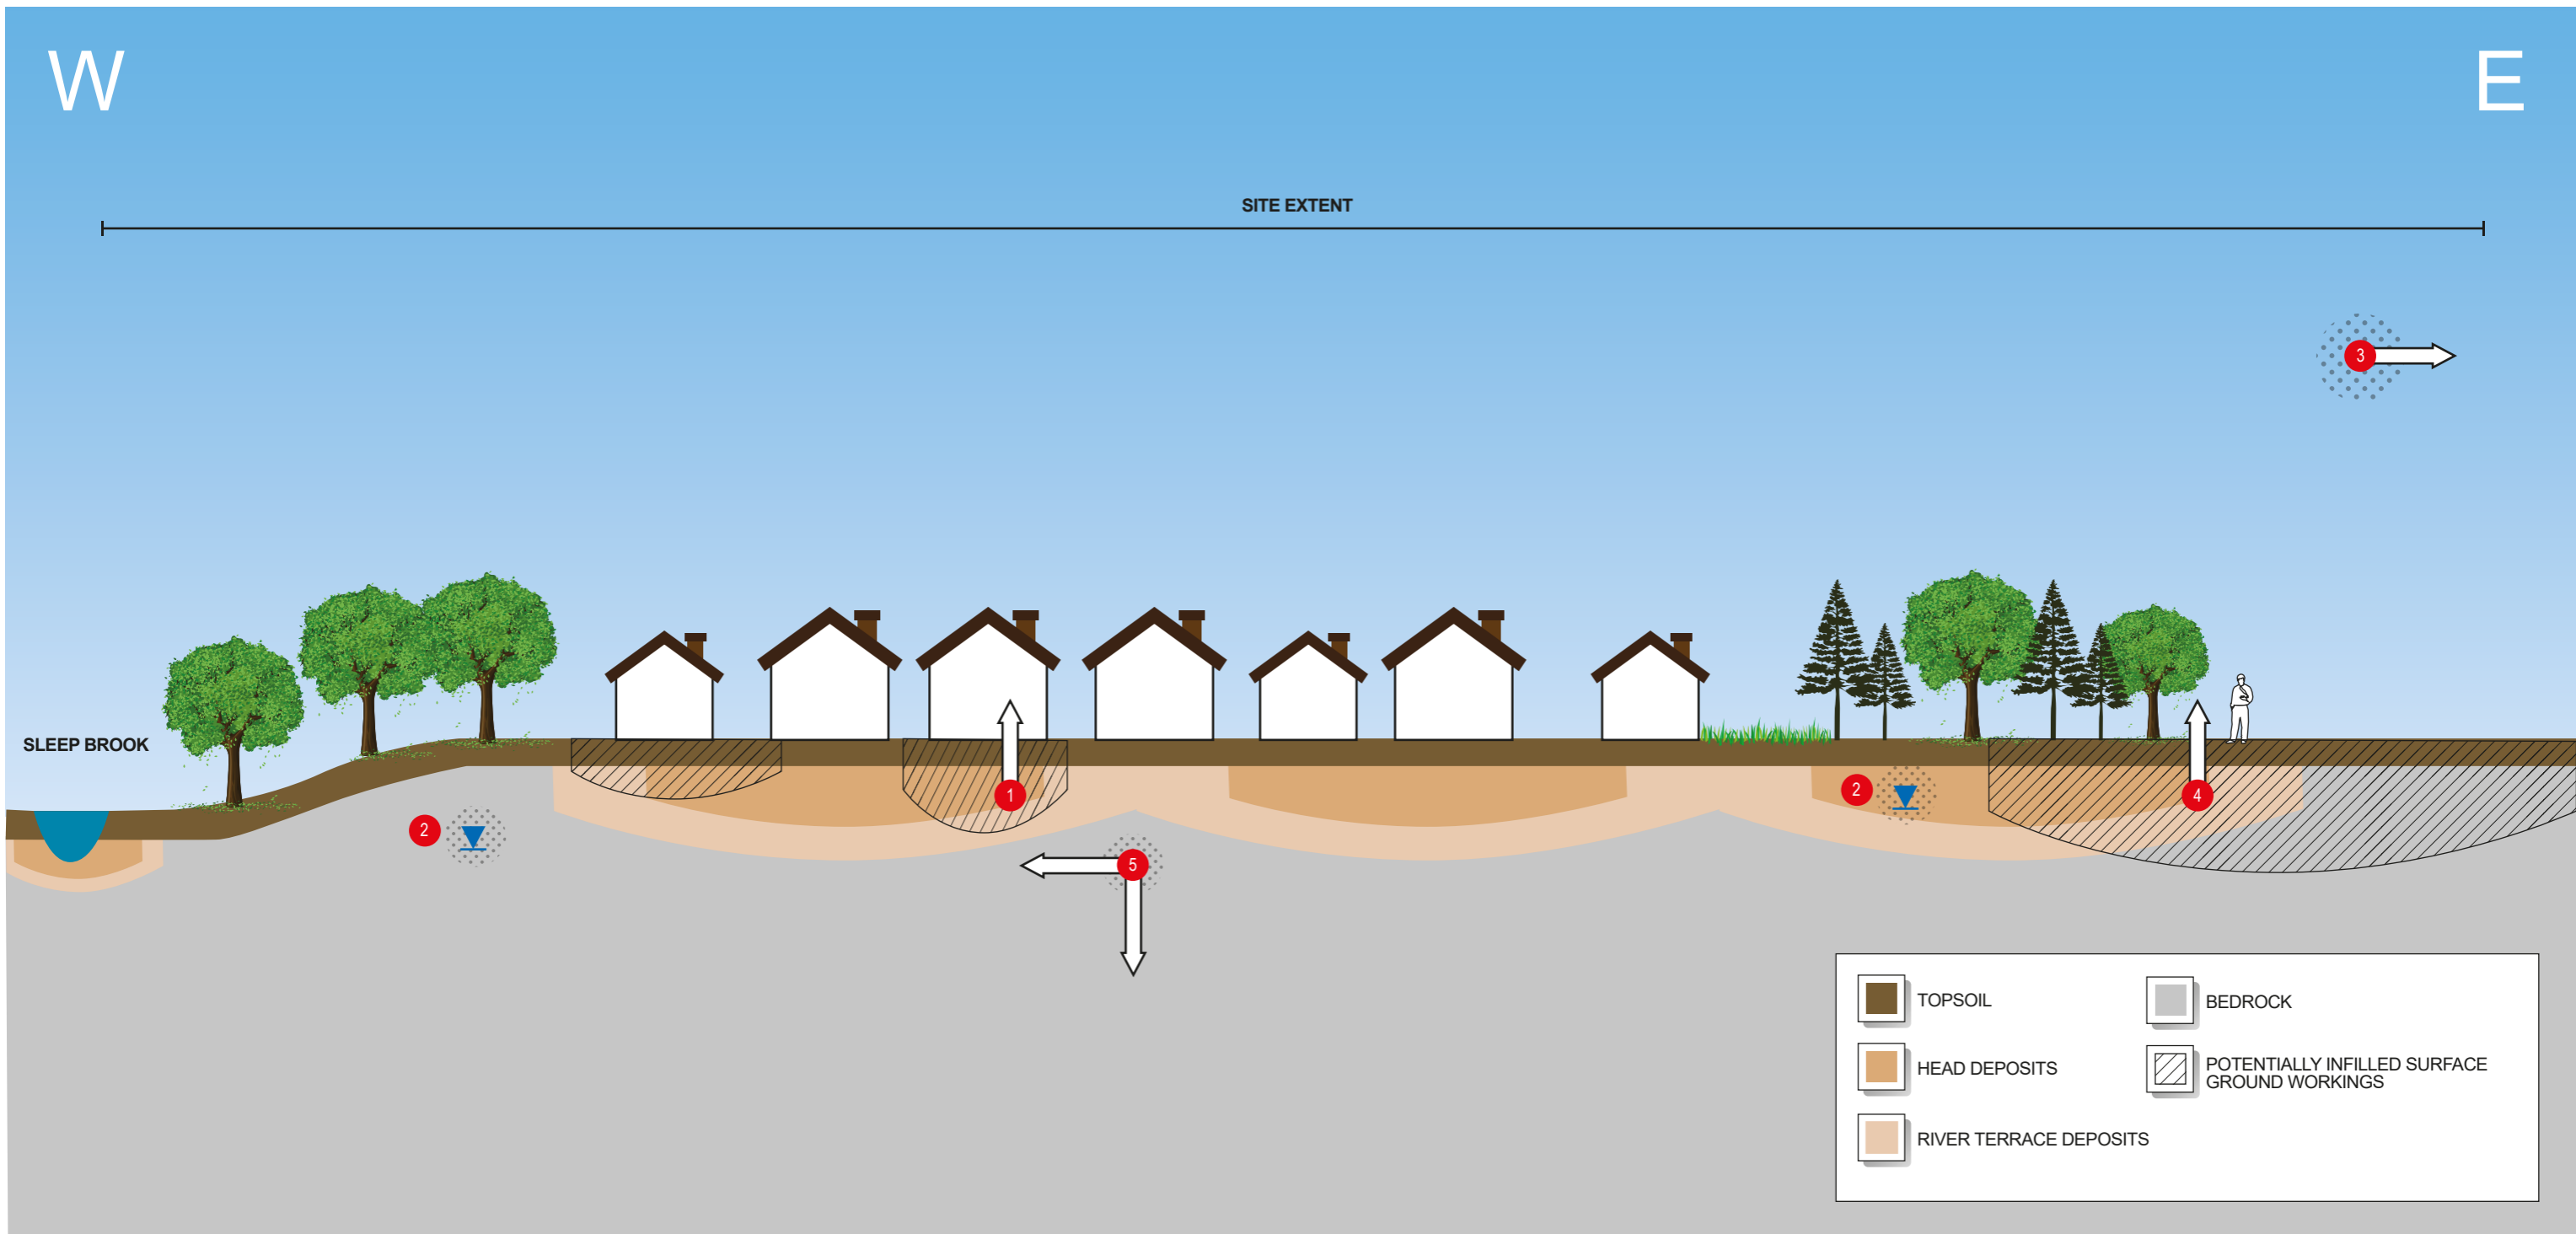 W
E
SITE EXTENT
3
SLEEP BROOK
1
2
4
2
5
TOPSOIL
BEDROCK
HEAD DEPOSITS
POTENTIALLY INFILLED SURFACE
GROUND WORKINGS
RIVER TERRACE DEPOSITS